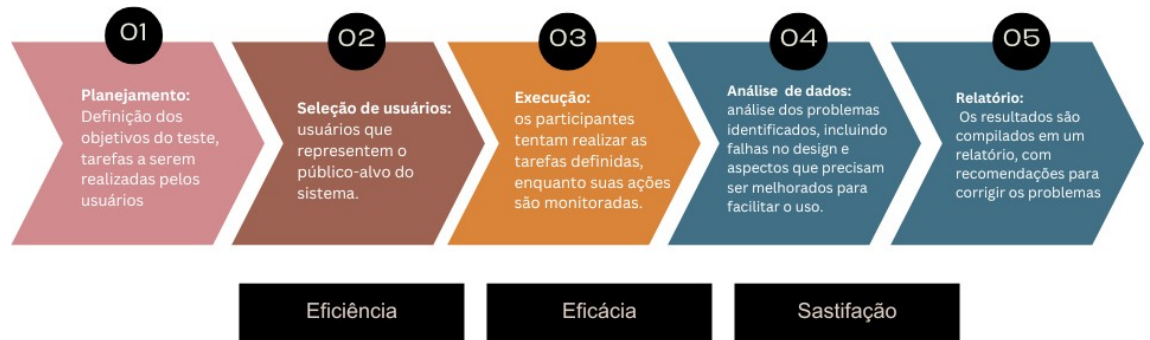 01
Planejamento:
Definição dos
objetivos do teste,
tarefas a serem
realizadas pelos
usuários
02
Seleção de usuários:
usuários que
representem o
público-alvo do
sistema.
03
Execução:
os participantes
tentam realizar as
tarefas definidas,
enquanto suas ações
são monitoradas.
04
Análise de dados:
análise dos problemas
identificados, incluindo
falhas no design e
aspectos que precisam
ser melhorados para
facilitar o uso.
05
Relatório:
Os resultados são
compilados em um
relatório, com
recomendações para
corrigir os problemas
Eficiência
Eficácia
Sastifação